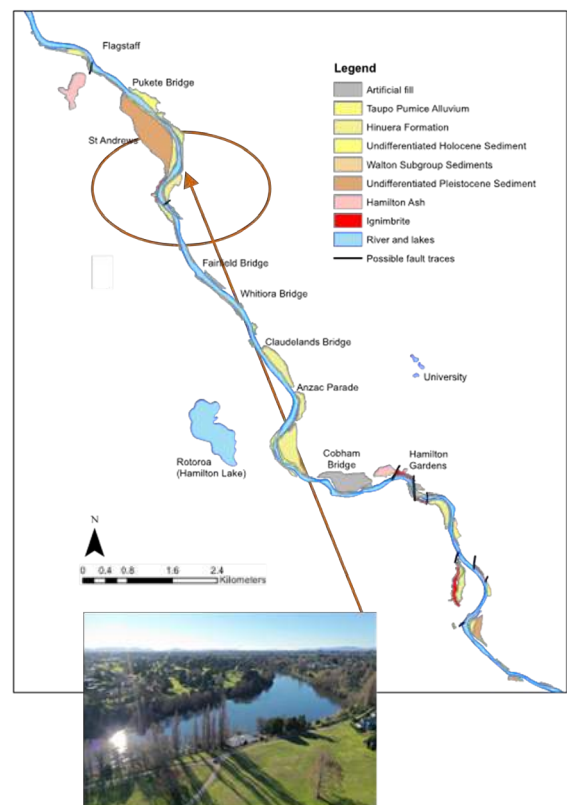 Flagstaff
Pukete Bridge
St Andrews
Fairfield Bridge
Whitiora Bridge
Claudelands Bridge
Anzac Parade
University
Rotoroa
(Hamilton Lake)
Cobham
Bridge
Hamilton
Gardens
Legend
Artificial fill
Taupo Pumice Alluvium
Hinuera Formation
Undifferentiated Holocene Sediment
Walton Subgroup Sediments
Undifferentiated Pleistocene Sediment
Hamilton Ash
Ignimbrite
River and lakes
Possible fault traces
N
0 0.4 0.8 1.6 2.4
Kilometers